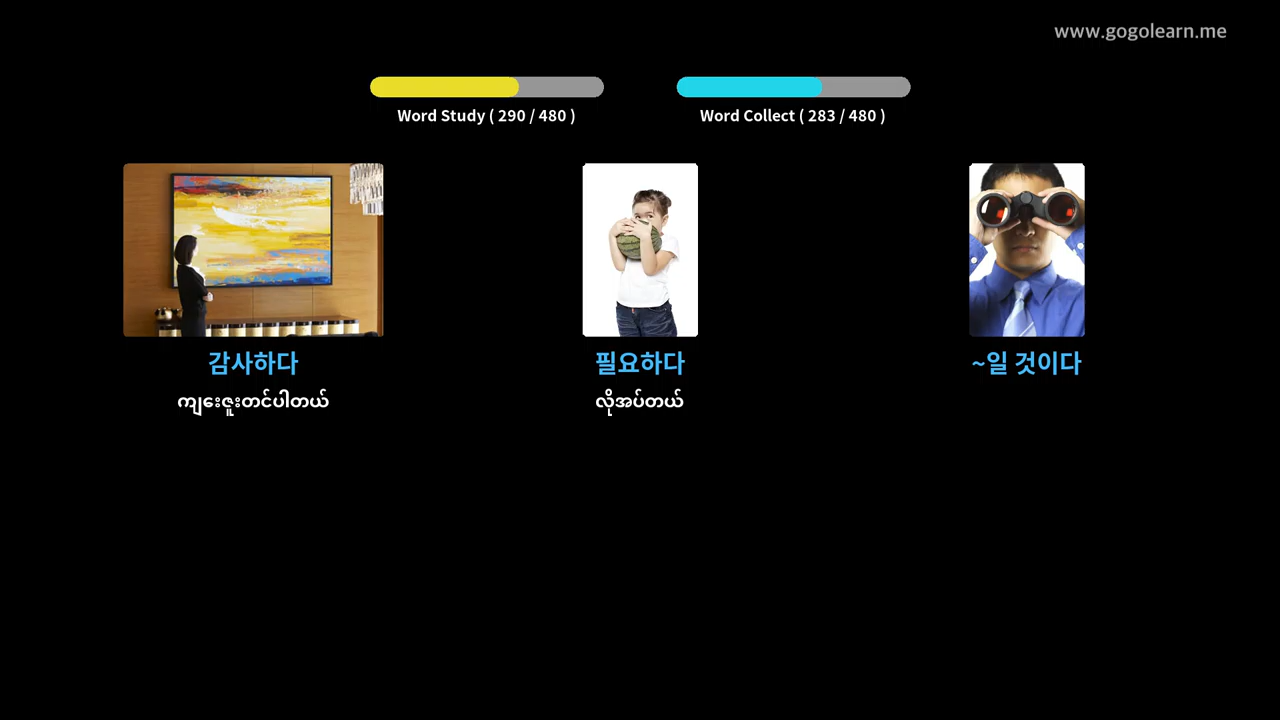 www.gogolearn.me
Word Study ( 290 / 480 )
Word Collect ( 283 / 480 )
감사하다
필요하다
~일 것이다
ကျေးဇူးတင်ပါတယ်
လိုအပ်တယ်